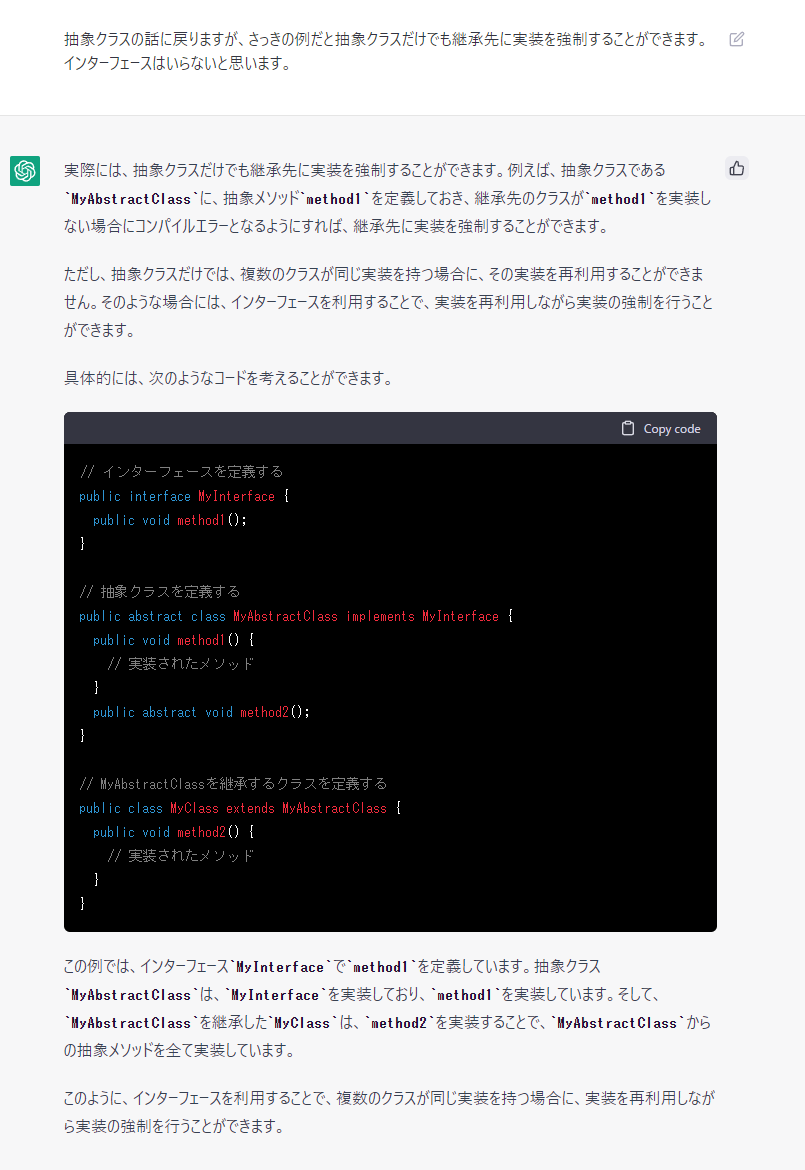 抽象クラスの話に戻りますが、さっきの例だと抽象クラスだけでも継承先に実装を強制することができます。
インターフェースはいらないと思います。
実際には、抽象クラスだけでも継承先に実装を強制することができます。例えば、抽象クラスである
`MyAbstractClass`に、抽象メソッド`method1`を定義しておき、継承先のクラスが`method1`を実装し
ない場合にコンパイルエラーとなるようにすれば、継承先に実装を強制することができます。
ただし、抽象クラスだけでは、複数のクラスが同じ実装を持つ場合に、その実装を再利用することができま
せん。そのような場合には、インターフェースを利用することで、実装を再利用しながら実装の強制を行うこと
ができます。
具体的には、次のようなコードを考えることができます。
Copy code
// インターフェースを定義する
public interface MyInterface {
  public void method1();
}
// 抽象クラスを定義する
public abstract class MyAbstractClass implements MyInterface {
  public void method1() {
    // 実装されたメソッド
  }
  public abstract void method2();
}
// MyAbstractClassを継承するクラスを定義する
public class MyClass extends MyAbstractClass {
  public void method2() {
    // 実装されたメソッド
  }
}
この例では、インターフェース`MyInterface`で`method1`を定義しています。抽象クラス
`MyAbstractClass`は、`MyInterface`を実装しており、`method1`を実装しています。そして、
`MyAbstractClass`を継承した`MyClass`は、`method2`を実装することで、`MyAbstractClass`から
の抽象メソッドを全て実装しています。
このように、インターフェースを利用することで、複数のクラスが同じ実装を持つ場合に、実装を再利用しなが
ら実装の強制を行うことができます。